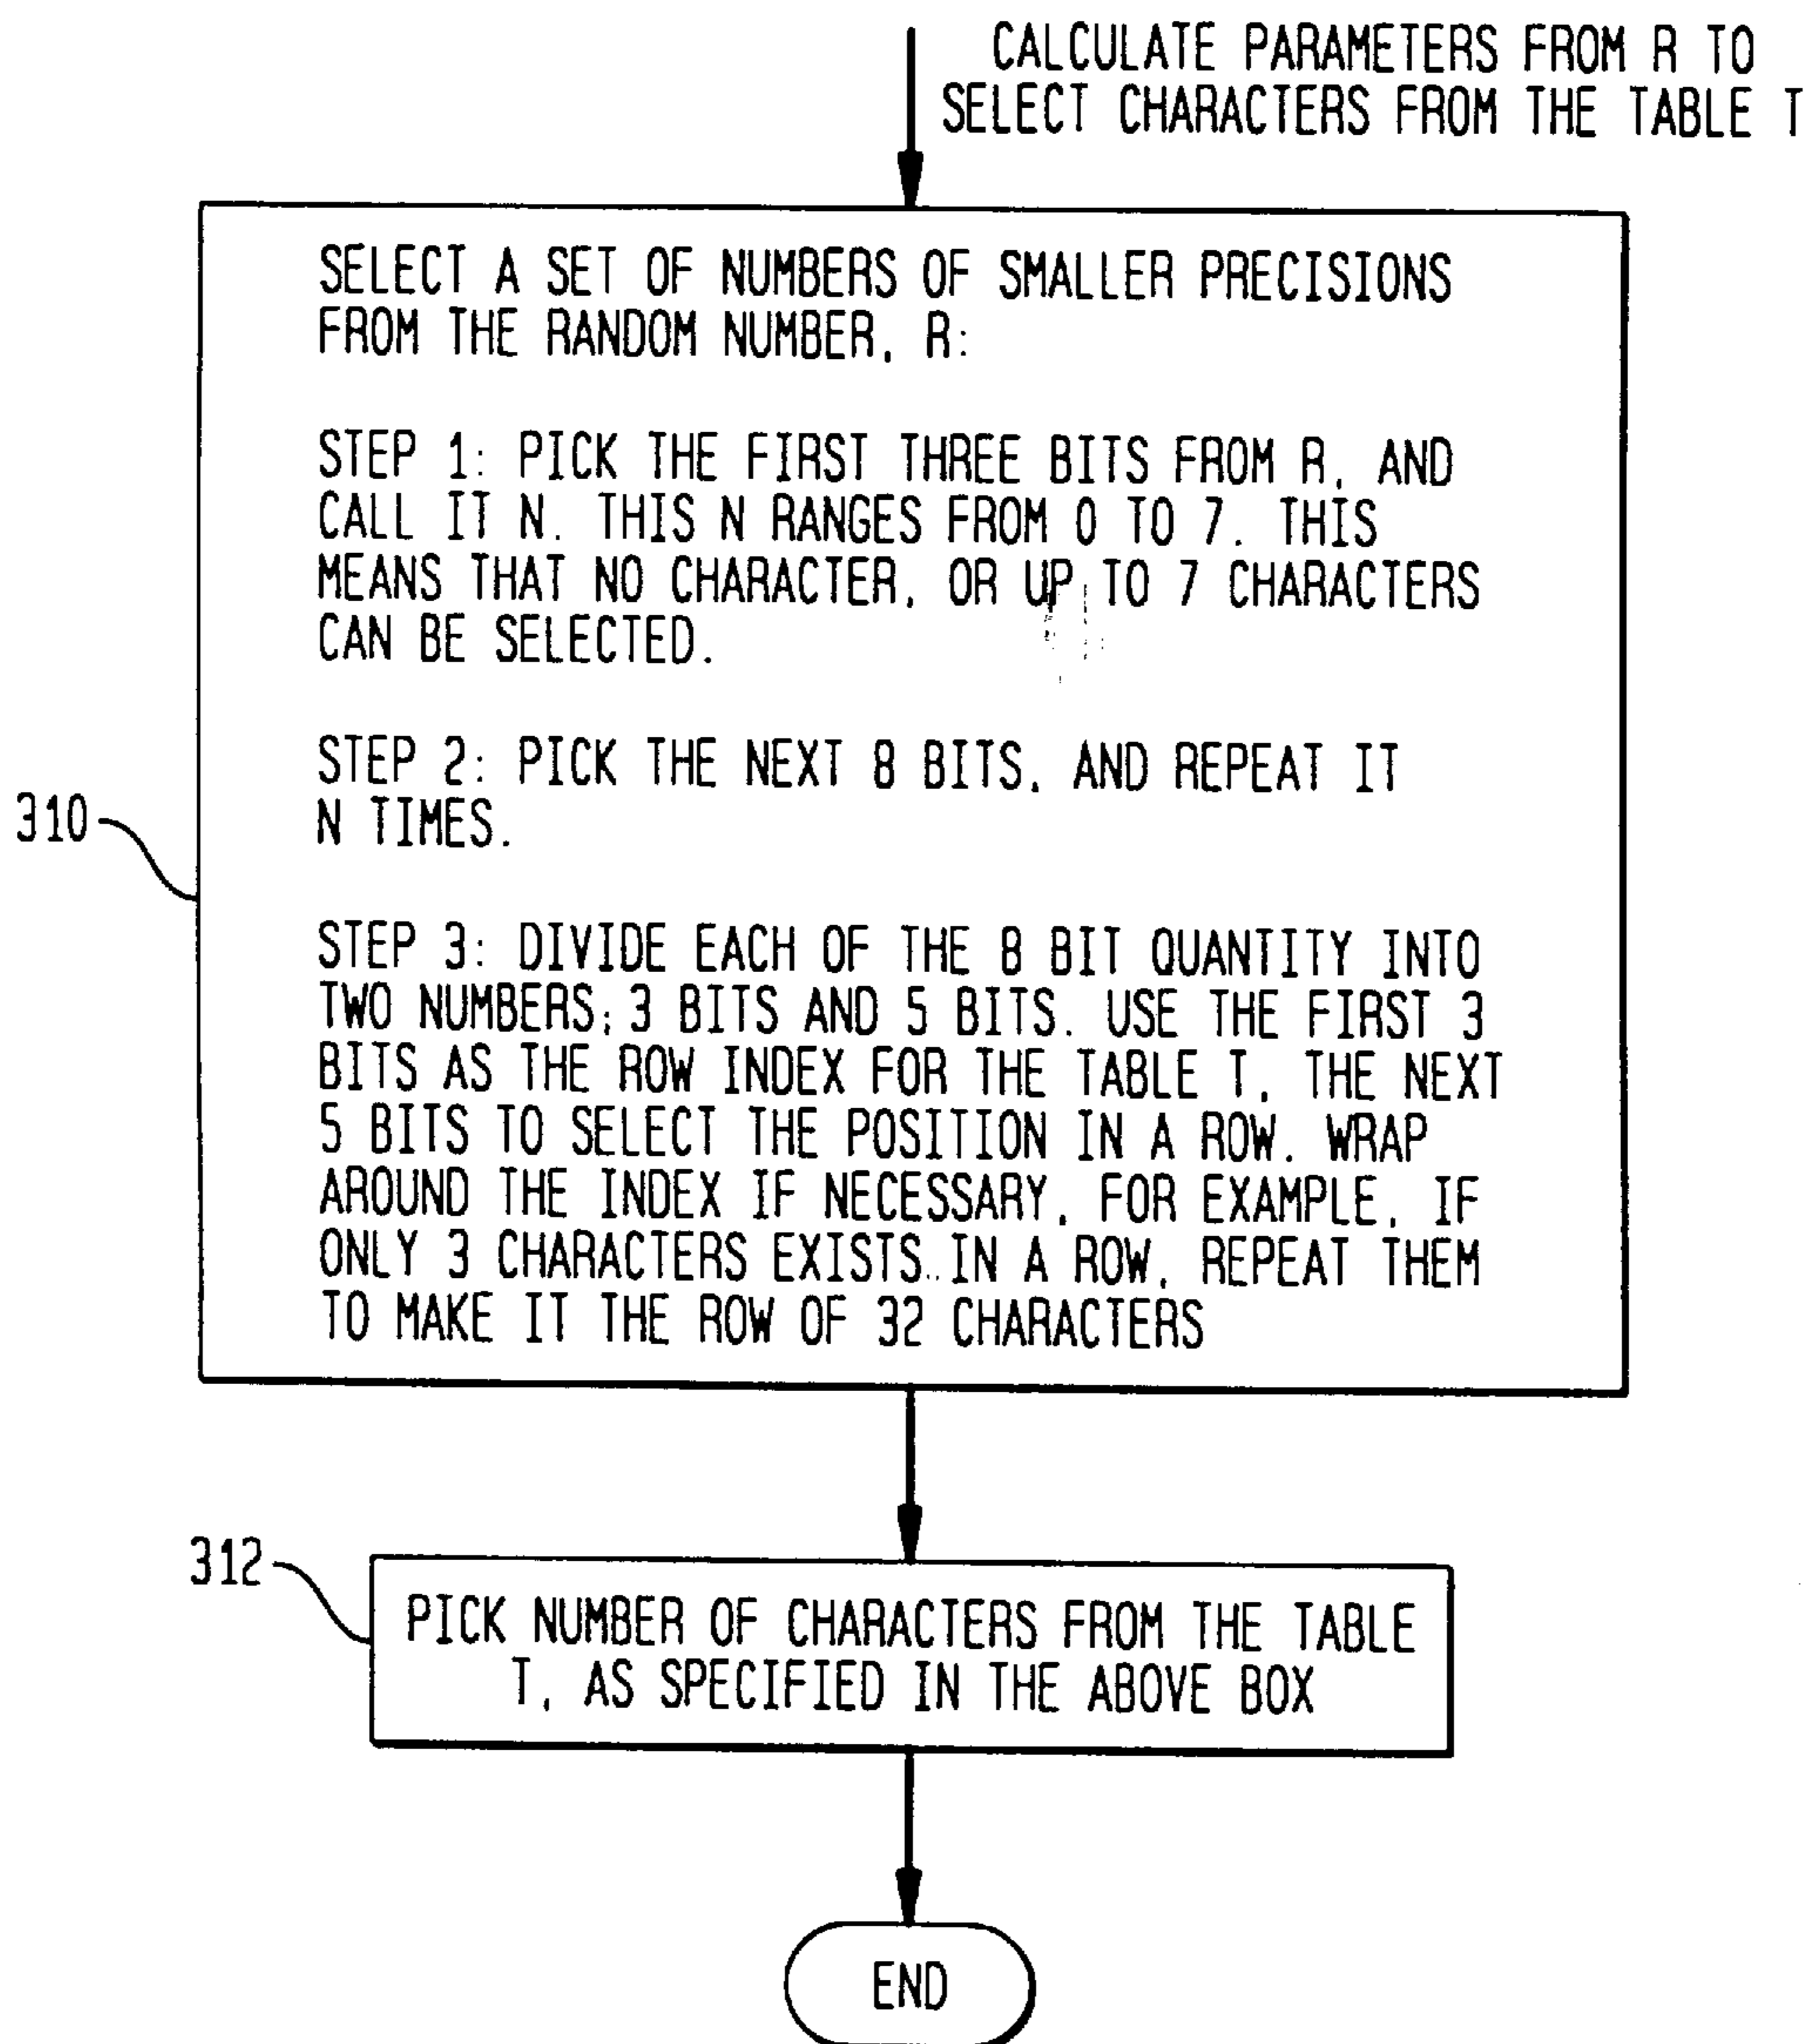 CALCULATE PARAMETERS FROM R TO
SELECT CHARACTERS FROM THE TABLE T
SELECT A SET OF NUMBERS OF SMALLER PRECISIONS
FROM THE RANDOM NUMBER, R:
STEP 1: PICK THE FIRST THREE BITS FROM R, AND
CALL IT N. THIS N RANGES FROM 0 TO 7. THIS
MEANS THAT NO CHARACTER, OR UP TO 7 CHARACTERS
CAN BE SELECTED.
STEP 2: PICK THE NEXT 8 BITS, AND REPEAT IT
N TIMES.
310
STEP 3: DIVIDE EACH OF THE 8 BIT QUANTITY INTO
TWO NUMBERS; 3 BITS AND 5 BITS. USE THE FIRST 3
BITS AS THE ROW INDEX FOR THE TABLE T, THE NEXT
5 BITS TO SELECT THE POSITION IN A ROW. WRAP
AROUND THE INDEX IF NECESSARY, FOR EXAMPLE, IF
ONLY 3 CHARACTERS EXISTS IN A ROW, REPEAT THEM
TO MAKE IT THE ROW OF 32 CHARACTERS
312
PICK NUMBER OF CHARACTERS FROM THE TABLE
T, AS SPECIFIED IN THE ABOVE BOX
END